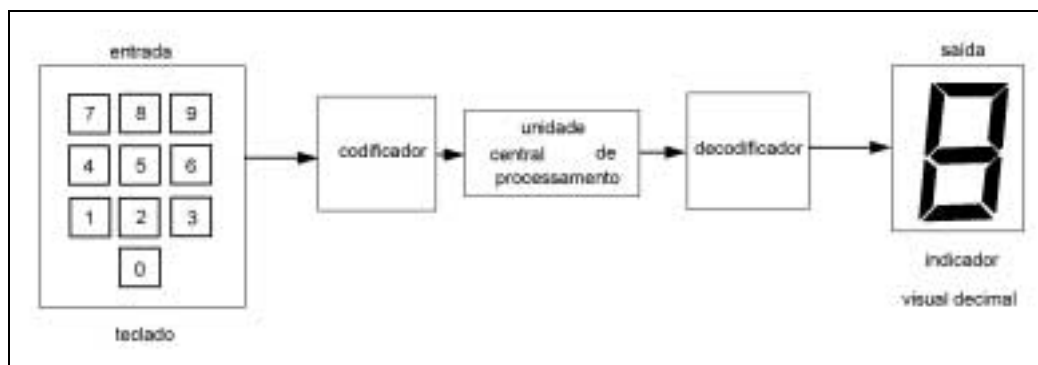 entrada
7 8 9
4 5 6
1 2 3
0
teclado
codificador
unidade
central de
processamento
decodificador
saída
indicador
visual decimal